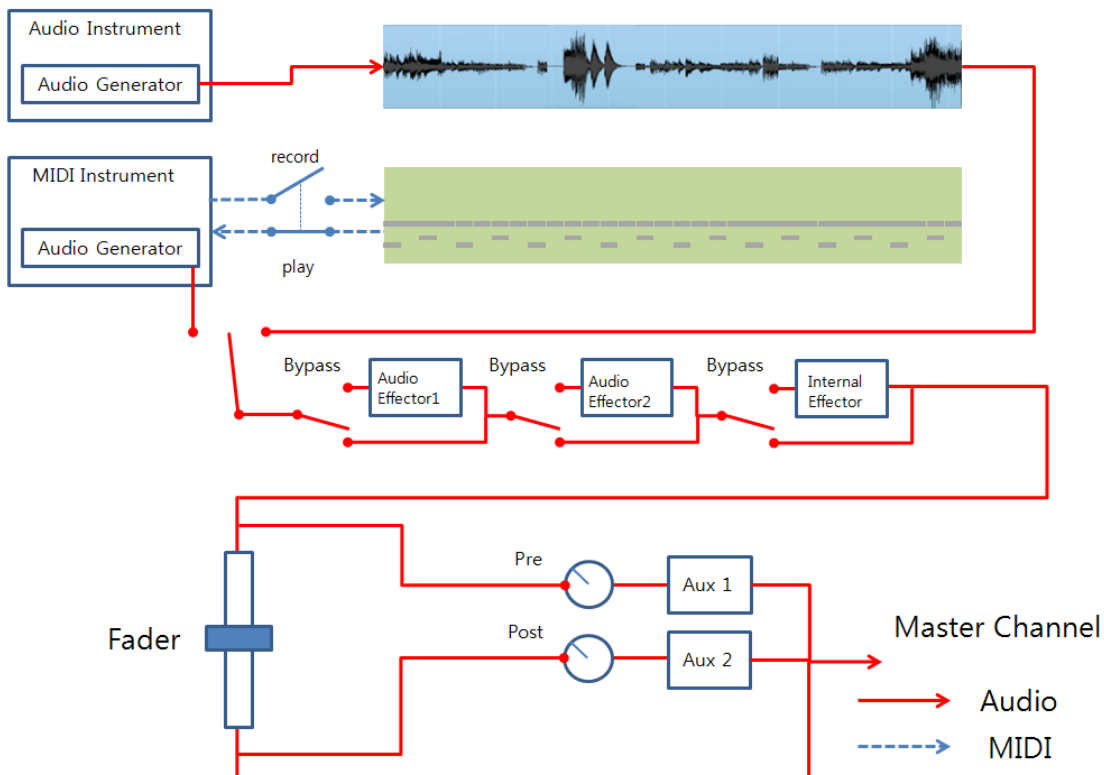 Audio Instrument
Audio Generator
MIDI Instrument
Audio Generator
record
play
Bypass
Audio
Effector1
Bypass
Audio
Effector2
Bypass
Internal
Effector
Fader
Pre
Aux 1
Post
Aux 2
Master Channel
Audio
MIDI